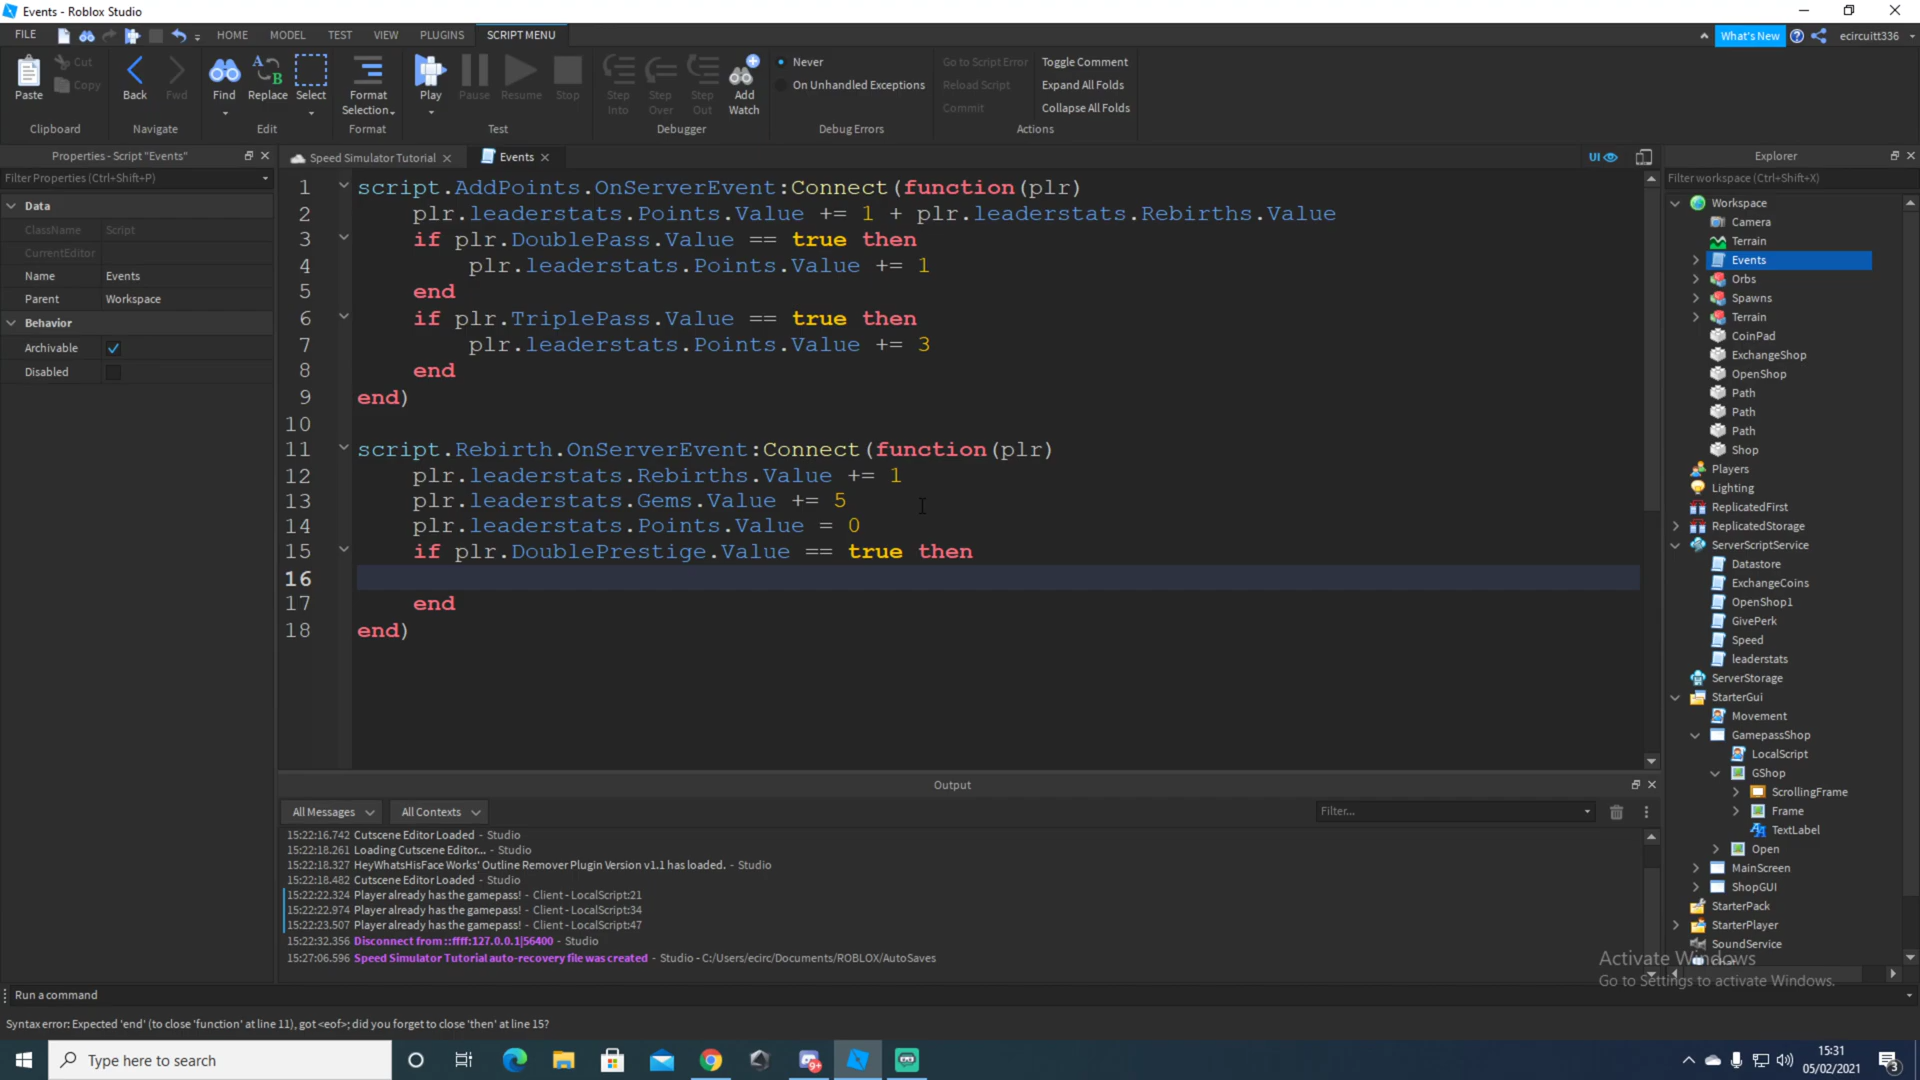 Events - Roblox Studio
FILE HOME MODEL TEST VIEW PLUGINS SCRIPT MENU What's New ecircuitt336
Paste Cut Copy Back Fwd Find Replace Select Format Selection Play Pause Resume Stop Step Into Step Over Step Out Add Watch Never On Unhandled Exceptions Go to Script Error Reload Script Commit Toggle Comment Expand All Folds Collapse All Folds
Clipboard Navigate Edit Format Test Debugger Debug Errors Actions
Properties - Script "Events"
Filter Properties (Ctrl+Shift+P)
Data
ClassName Script
CurrentEditor
Name Events
Parent Workspace
Behavior
Archivable
Disabled
Speed Simulator Tutorial Events UI
1 script.AddPoints.OnServerEvent:Connect(function(plr)
2 plr.leaderstats.Points.Value += 1 + plr.leaderstats.Rebirths.Value
3 if plr.DoublePass.Value == true then
4 plr.leaderstats.Points.Value += 1
5 end
6 if plr.TriplePass.Value == true then
7 plr.leaderstats.Points.Value += 3
8 end
9 end)
10
11 script.Rebirth.OnServerEvent:Connect(function(plr)
12 plr.leaderstats.Rebirths.Value += 1
13 plr.leaderstats.Gems.Value += 5
14 plr.leaderstats.Points.Value = 0
15 if plr.DoublePrestige.Value == true then
16
17 end
18 end)
Output
All Messages All Contexts Filter...
15:22:16.742 Cutscene Editor Loaded - Studio
15:22:18.261 Loading Cutscene Editor... - Studio
15:22:18.327 HeyWhatsHisFace Works' Outline Remover Plugin Version v1.1 has loaded. - Studio
15:22:18.482 Cutscene Editor Loaded - Studio
15:22:22.324 Player already has the gamepass! - Client - LocalScript:21
15:22:22.974 Player already has the gamepass! - Client - LocalScript:34
15:22:23.507 Player already has the gamepass! - Client - LocalScript:47
15:22:32.356 Disconnect from ::ffff:127.0.0.1|56400 - Studio
15:27:06.596 Speed Simulator Tutorial auto-recovery file was created - Studio - C:/Users/ecirc/Documents/ROBLOX/AutoSaves
Explorer
Filter workspace (Ctrl+Shift+X)
Workspace
Camera
Terrain
Events
Orbs
Spawns
Terrain
CoinPad
ExchangeShop
OpenShop
Path
Path
Path
Shop
Players
Lighting
ReplicatedFirst
ReplicatedStorage
ServerScriptService
Datastore
ExchangeCoins
OpenShop1
GivePerk
Speed
leaderstats
ServerStorage
StarterGui
Movement
GamepassShop
LocalScript
GShop
ScrollingFrame
Frame
TextLabel
Open
MainScreen
ShopGUI
StarterPack
StarterPlayer
SoundService
Activate Windows
Go to Settings to activate Windows.
Run a command
Syntax error: Expected 'end' (to close 'function' at line 11), got <eof>; did you forget to close 'then' at line 15?
Type here to search
15:31
05/02/2021
3